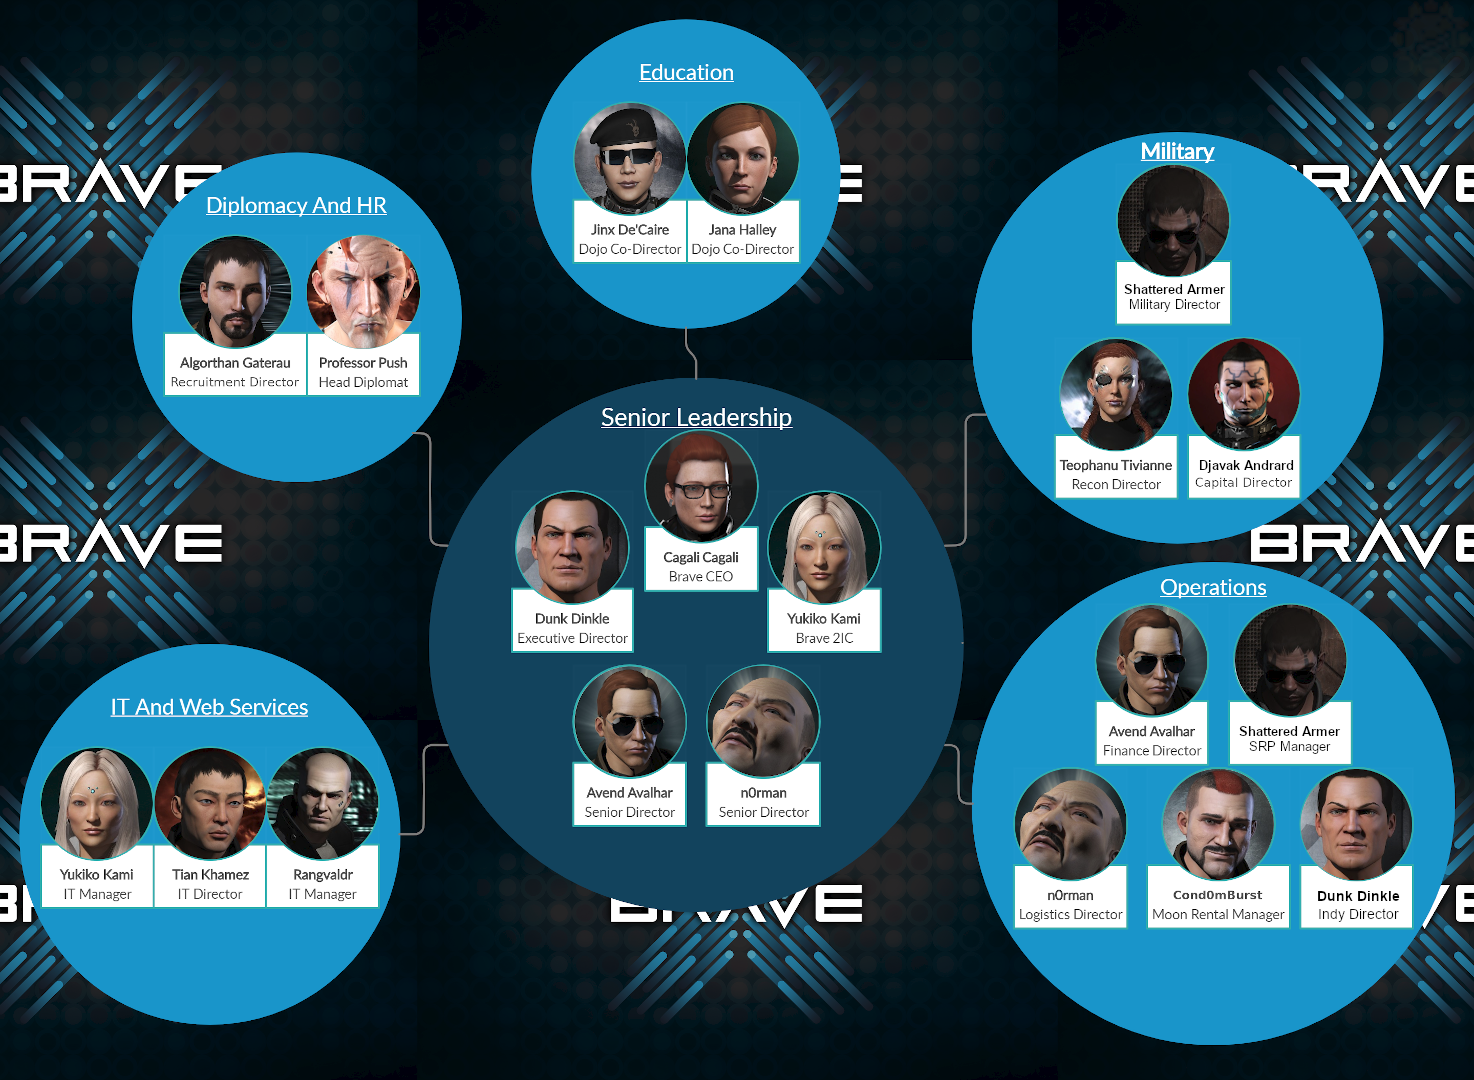 Education
Jinx De'Caire
Dojo Co-Director
Jana Halley
Dojo Co-Director
Diplomacy And HR
Algorthan Gaterau
Recruitment Director
Professor Push
Head Diplomat
Military
Shattered Armer
Military Director
Teophanu Tivianne
Recon Director
Djavak Andrard
Capital Director
Senior Leadership
Cagali Cagali
Brave CEO
Dunk Dinkle
Executive Director
Yukiko Kami
Brave 2IC
Avend Avalhar
Senior Director
n0rman
Senior Director
IT And Web Services
Yukiko Kami
IT Manager
Tian Khamez
IT Director
Rangvaldr
IT Manager
Operations
Avend Avalhar
Finance Director
Shattered Armer
SRP Manager
n0rman
Logistics Director
Cond0mBurst
Moon Rental Manager
Dunk Dinkle
Indy Director
BRAVE
BRAVE
BRAVE
BRAVE
BRAVE